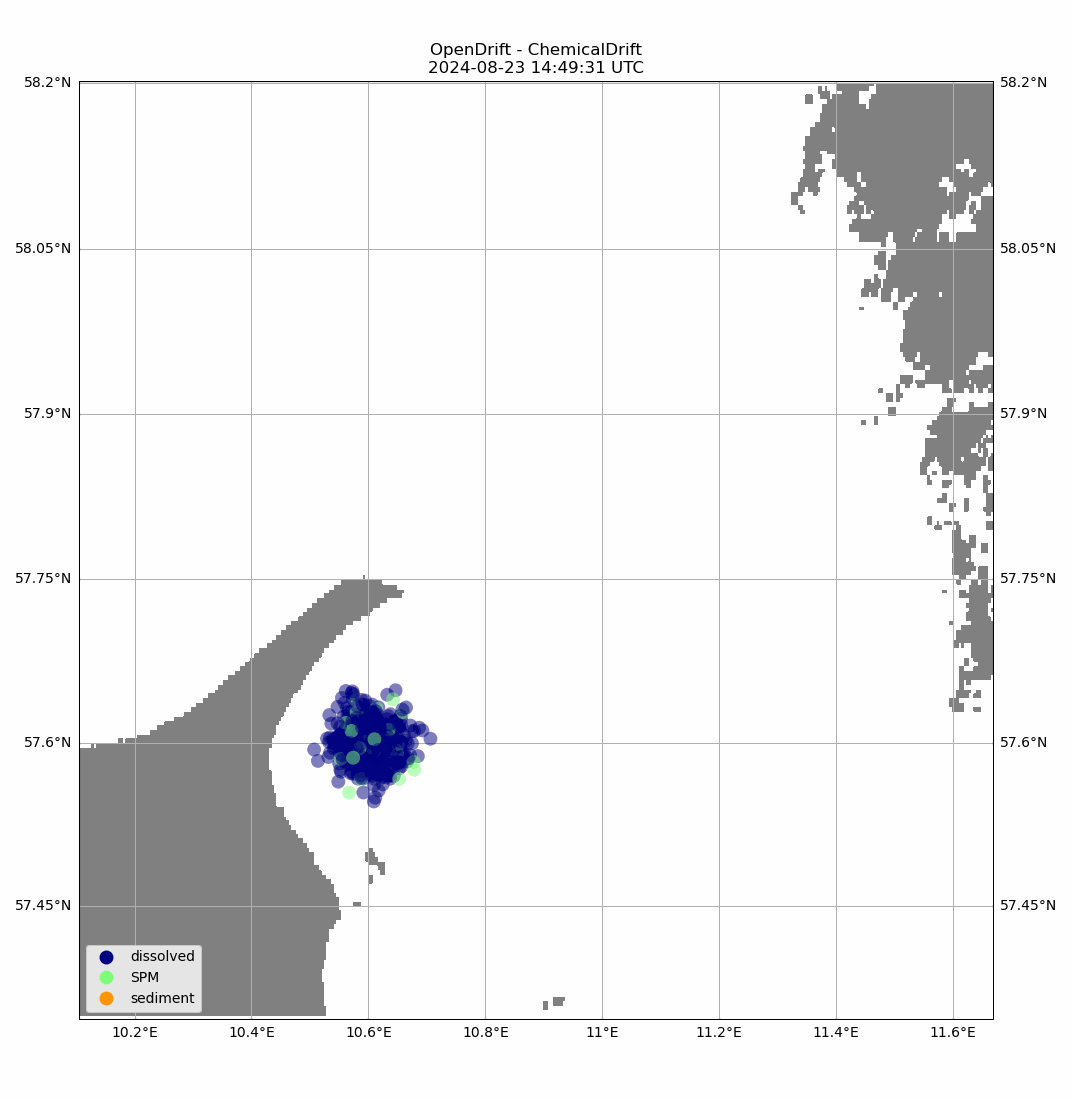 OpenDrift - ChemicalDrift
2024-08-23 14:49:31 UTC
58.2°N 58.2°N
58.05°N 58.05°N
57.9°N 57.9°N
57.75°N 57.75°N
57.6°N 57.6°N
57.45°N 57.45°N
dissolved
SPM
sediment
10.2°E 10.4°E 10.6°E 10.8°E 11°E 11.2°E 11.4°E 11.6°E